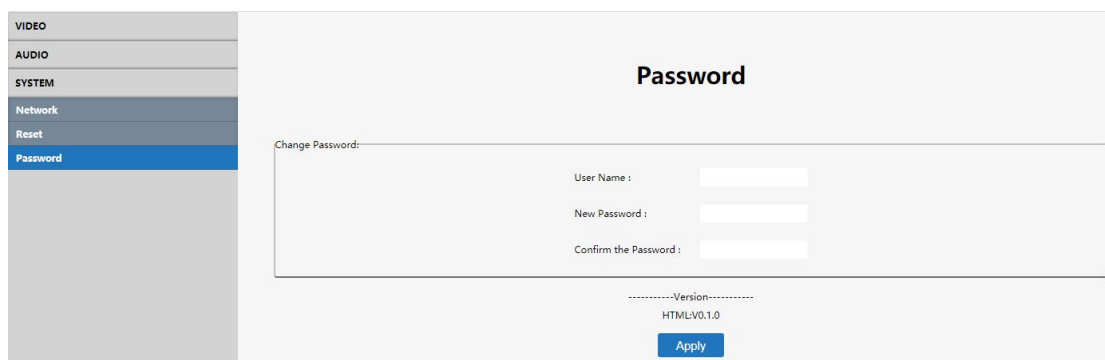 VIDEO
AUDIO
SYSTEM
Network
Reset
Password
Password
Change Password:
User Name :
New Password :
Confirm the Password :
-----------Version-----------
HTML:V0.1.0
Apply